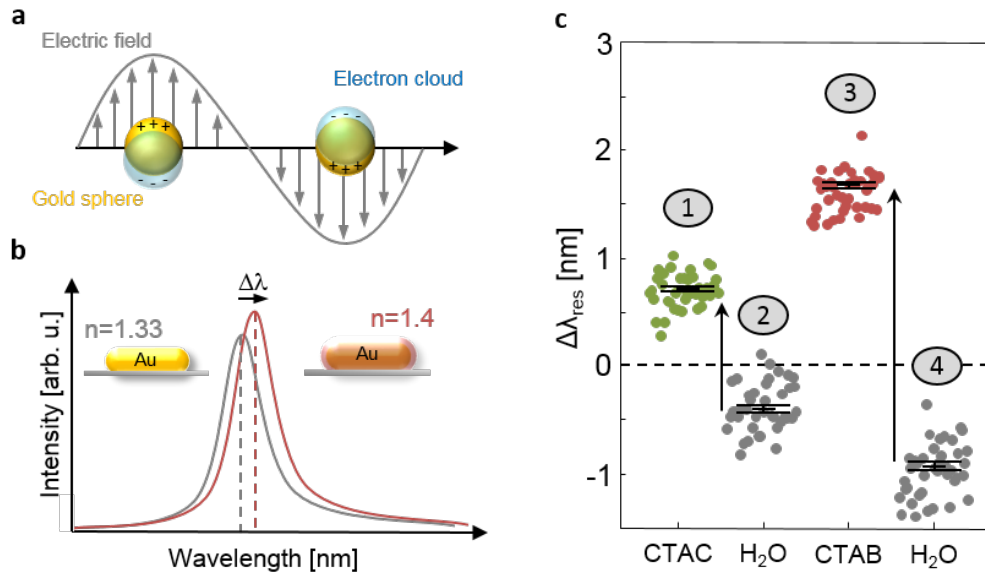 a
Electric field
Electron cloud
+ + +
- - -
- - -
+ + +
Gold sphere
b
Δλ
n=1.33
n=1.4
Au
Au
Intensity [arb. u.]
Wavelength [nm]
c
3
2
1
0
-1
Δλres [nm]
1
2
3
4
CTAC
H₂O
CTAB
H₂O